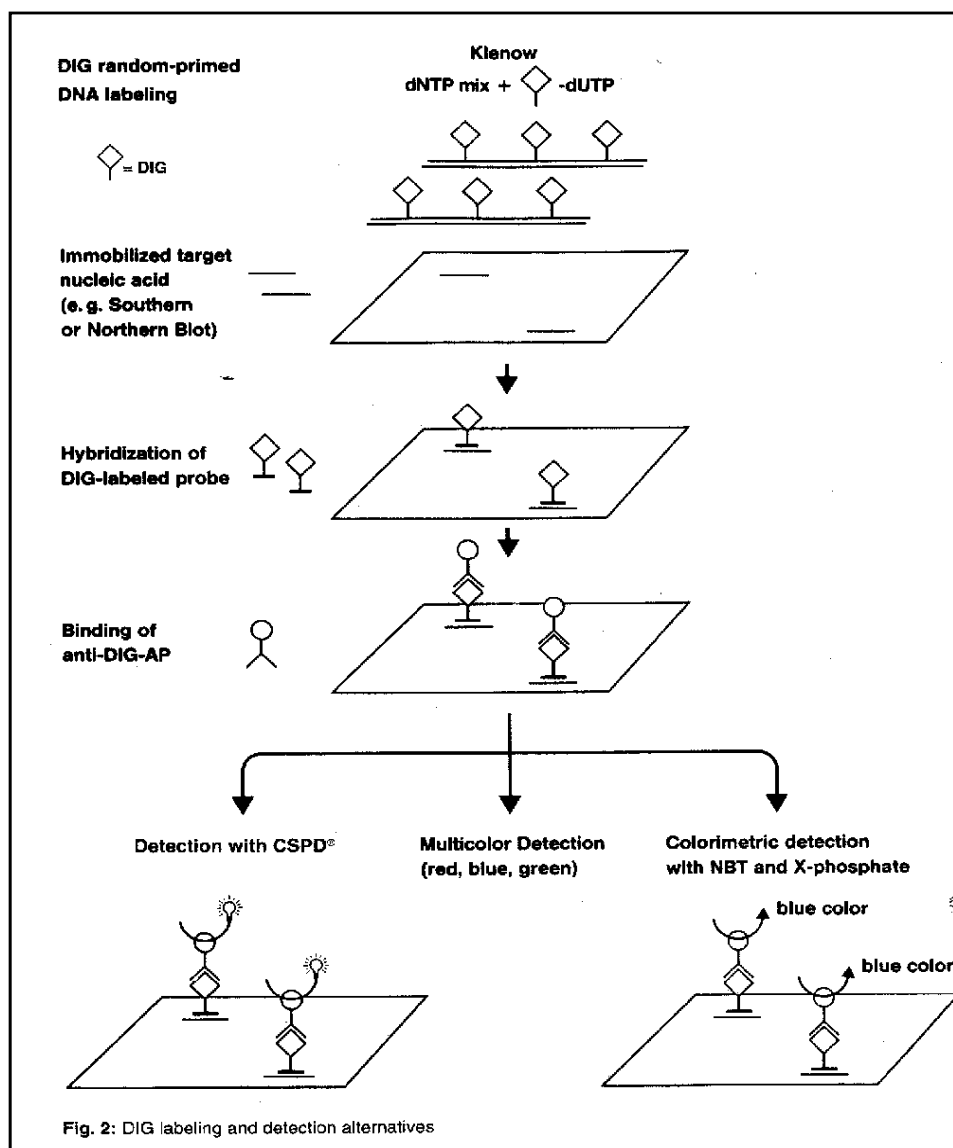 DIG random-primed
DNA labeling
Klenow
dNTP mix + -dUTP
= DIG
Immobilized target
nucleic acid
(e.g. Southern
or Northern Blot)
Hybridization of
DIG-labeled probe
Binding of
anti-DIG-AP
Detection with CSPD®
Multicolor Detection
(red, blue, green)
Colorimetric detection
with NBT and X-phosphate
blue color
blue color
Fig. 2: DIG labeling and detection alternatives